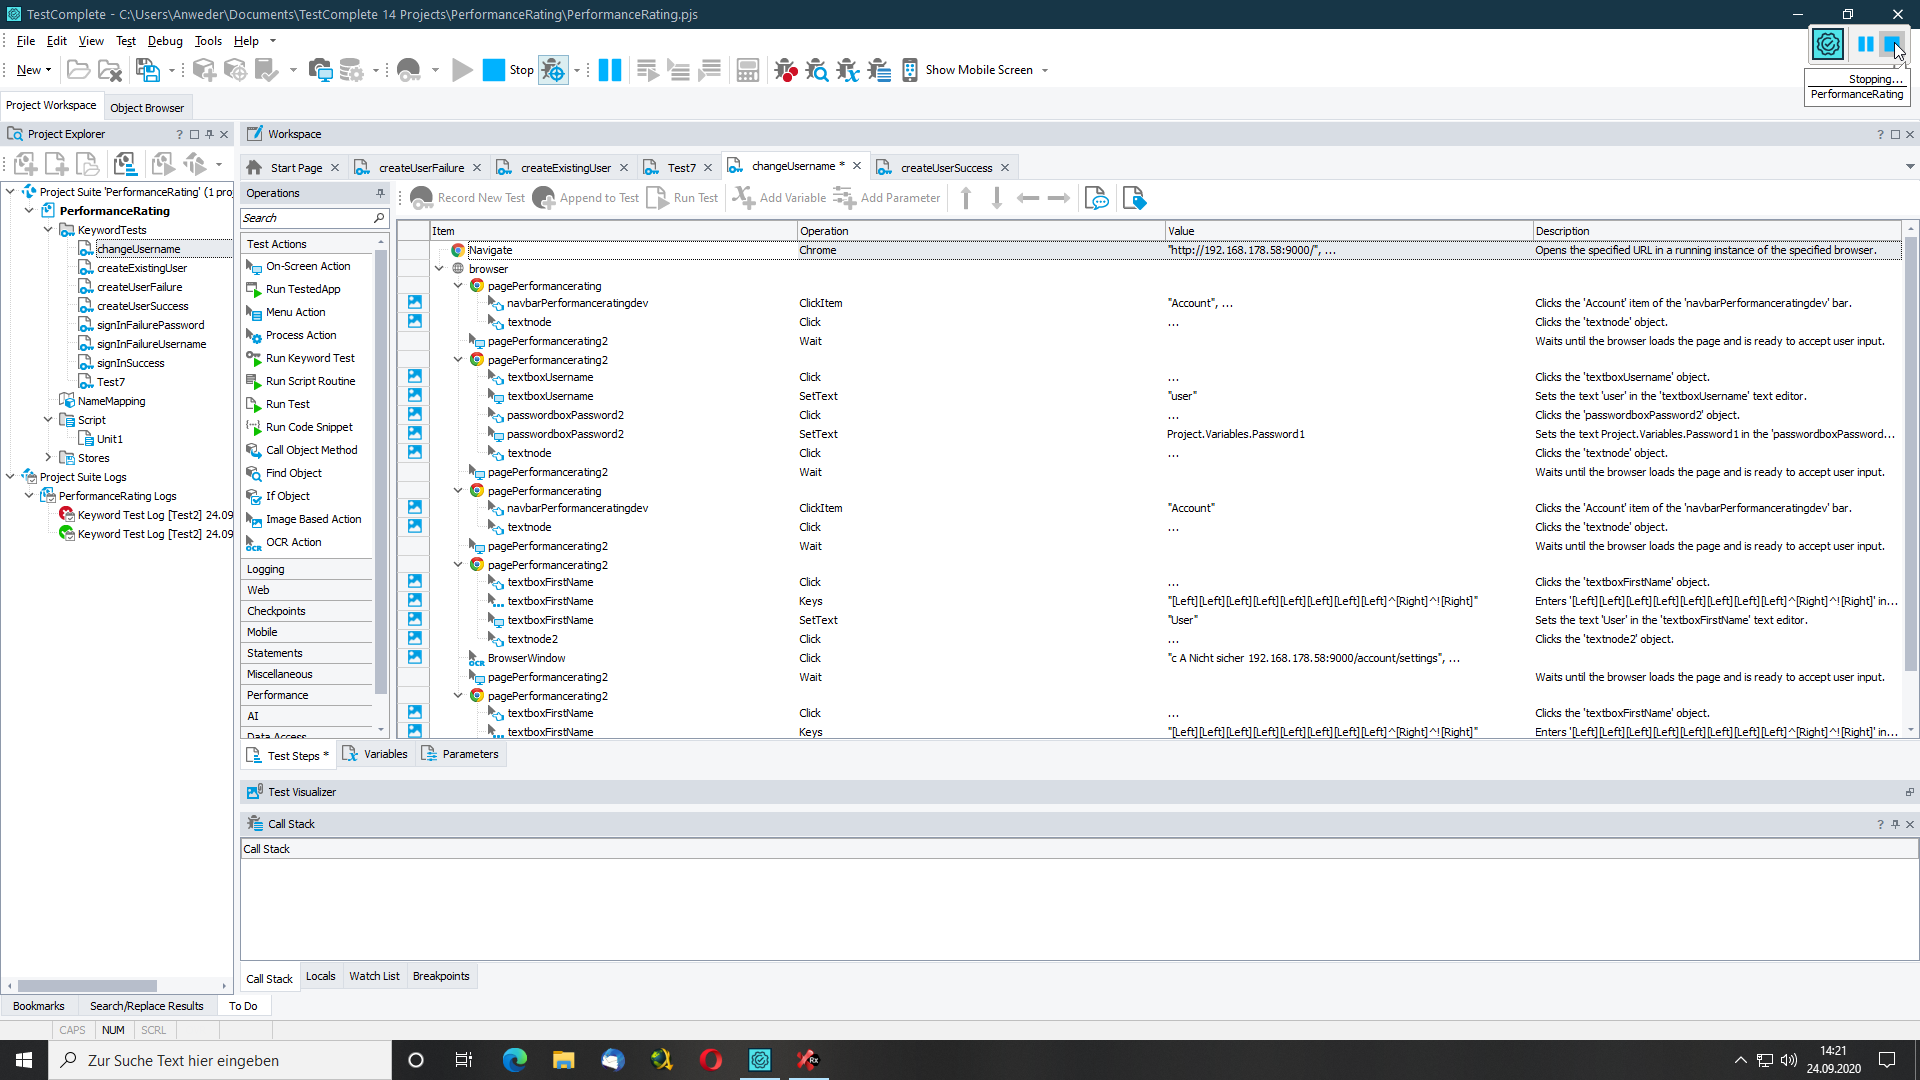 TestComplete - C:\Users\Anweder\Documents\TestComplete 14 Projects\PerformanceRating\PerformanceRating.pjs
File Edit View Test Debug Tools Help
New Stop Show Mobile Screen
Stopping...
PerformanceRating
Project Workspace Object Browser
Project Explorer
Workspace
Start Page createUserFailure createExistingUser Test7 changeUsername * createUserSuccess
Project Suite 'PerformanceRating' (1 proj
PerformanceRating
KeywordTests
changeUsername
createExistingUser
createUserFailure
createUserSuccess
signInFailurePassword
signInFailureUsername
signInSuccess
Test7
NameMapping
Script
Unit1
Stores
Project Suite Logs
PerformanceRating Logs
Keyword Test Log [Test2] 24.09
Keyword Test Log [Test2] 24.09
Operations
Search
Test Actions
On-Screen Action
Run TestedApp
Menu Action
Process Action
Run Keyword Test
Run Script Routine
Run Test
Run Code Snippet
Call Object Method
Find Object
If Object
Image Based Action
OCR Action
Logging
Web
Checkpoints
Mobile
Statements
Miscellaneous
Performance
AI
Data Access
Record New Test Append to Test Run Test Add Variable Add Parameter
Item Operation Value Description
Navigate Chrome "http://192.168.178.58:9000/", ... Opens the specified URL in a running instance of the specified browser.
browser
pagePerformancerating
navbarPerformanceratingdev ClickItem "Account", ... Clicks the 'Account' item of the 'navbarPerformanceratingdev' bar.
textnode Click ... Clicks the 'textnode' object.
pagePerformancerating2 Wait Waits until the browser loads the page and is ready to accept user input.
pagePerformancerating2
textboxUsername Click ... Clicks the 'textboxUsername' object.
textboxUsername SetText "user" Sets the text 'user' in the 'textboxUsername' text editor.
passwordboxPassword2 Click ... Clicks the 'passwordboxPassword2' object.
passwordboxPassword2 SetText Project.Variables.Password1 Sets the text Project.Variables.Password1 in the 'passwordboxPassword...
textnode Click ... Clicks the 'textnode' object.
pagePerformancerating2 Wait Waits until the browser loads the page and is ready to accept user input.
pagePerformancerating
navbarPerformanceratingdev ClickItem "Account" Clicks the 'Account' item of the 'navbarPerformanceratingdev' bar.
textnode Click ... Clicks the 'textnode' object.
pagePerformancerating2 Wait Waits until the browser loads the page and is ready to accept user input.
pagePerformancerating2
textboxFirstName Click ... Clicks the 'textboxFirstName' object.
textboxFirstName Keys "[Left][Left][Left][Left][Left][Left][Left][Left]^[Right]^![Right]" Enters '[Left][Left][Left][Left][Left][Left][Left][Left]^[Right]^![Right]' in...
textboxFirstName SetText "User" Sets the text 'User' in the 'textboxFirstName' text editor.
textnode2 Click ... Clicks the 'textnode2' object.
BrowserWindow Click "c A Nicht sicher 192.168.178.58:9000/account/settings", ...
pagePerformancerating2 Wait Waits until the browser loads the page and is ready to accept user input.
pagePerformancerating2
textboxFirstName Click ... Clicks the 'textboxFirstName' object.
textboxFirstName Keys "[Left][Left][Left][Left][Left][Left][Left][Left]^[Right]^![Right]" Enters '[Left][Left][Left][Left][Left][Left][Left][Left]^[Right]^![Right]' in...
Test Steps * Variables Parameters
Test Visualizer
Call Stack
Call Stack
Call Stack Locals Watch List Breakpoints
Bookmarks Search/Replace Results To Do
CAPS NUM SCRL
Zur Suche Text hier eingeben
14:21
24.09.2020